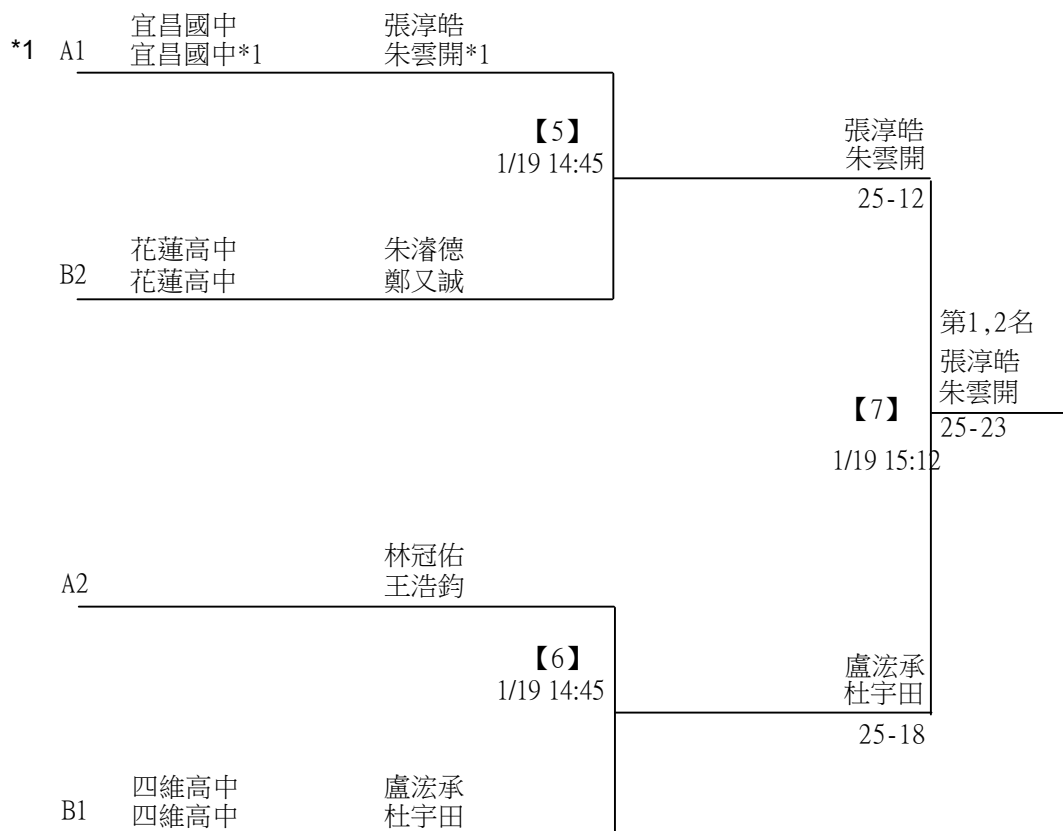 宜昌國中 張淳皓
*1 A1 宜昌國中*1 朱雲開*1
【5】
1/19 14:45
張淳皓
朱雲開
25-12
花蓮高中 朱濬德
B2 花蓮高中 鄭又誠
第1,2名
張淳皓
朱雲開
25-23
【7】
1/19 15:12
林冠佑
A2 王浩鈞
【6】
1/19 14:45
盧浤承
杜宇田
25-18
四維高中 盧浤承
B1 四維高中 杜宇田